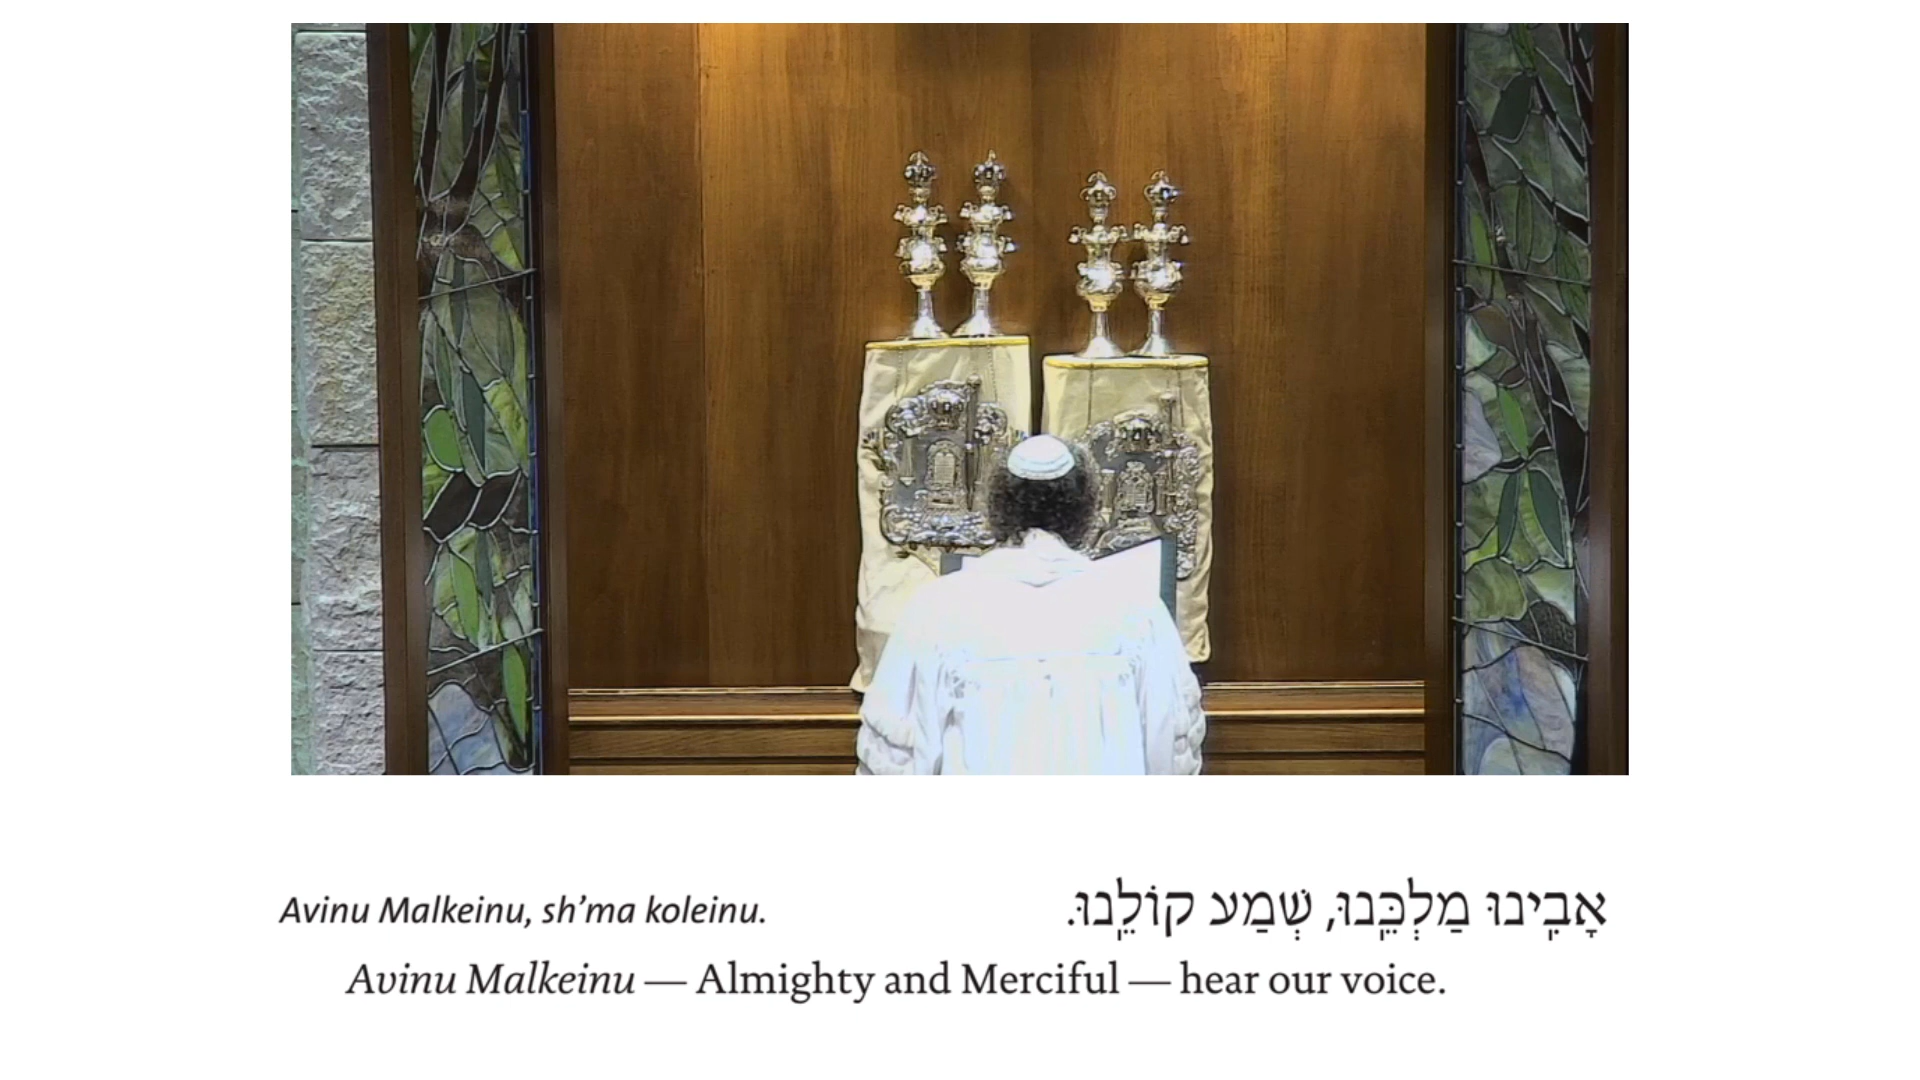 Avinu Malkeinu, sh’ma koleinu.
אָבִֽינוּ מַלְכֵּֽנוּ, שְׁמַע קוֹלֵֽנוּ.
Avinu Malkeinu — Almighty and Merciful — hear our voice.